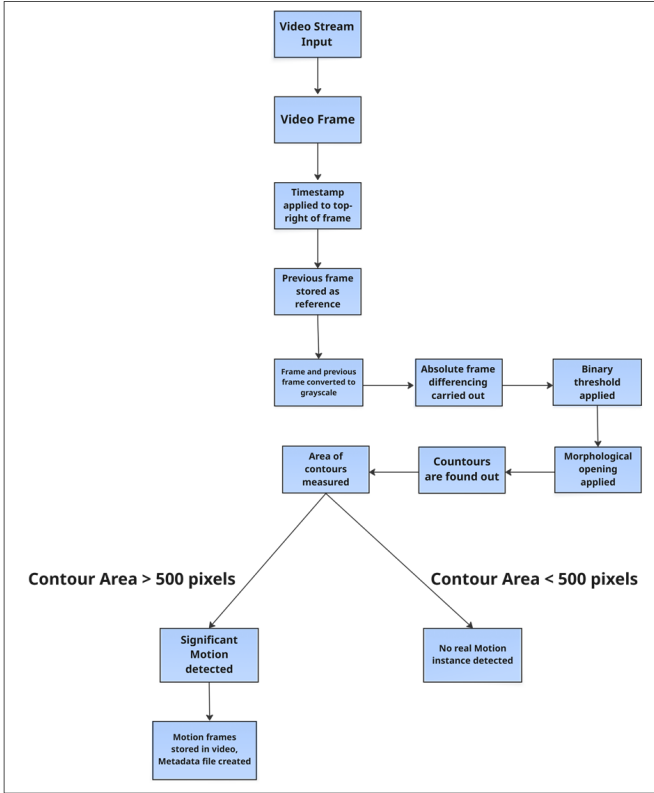 Video Stream
Input
Video Frame
Timestamp
applied to top-
right of frame
Previous frame
stored as
reference
Frame and previous
frame converted to
grayscale
Absolute frame
differencing
carried out
Binary
threshold
applied
Morphological
opening
applied
Countours
are found out
Area of
contours
measured
Contour Area > 500 pixels
Contour Area < 500 pixels
Significant
Motion
detected
No real Motion
instance detected
Motion frames
stored in video,
Metadata file created